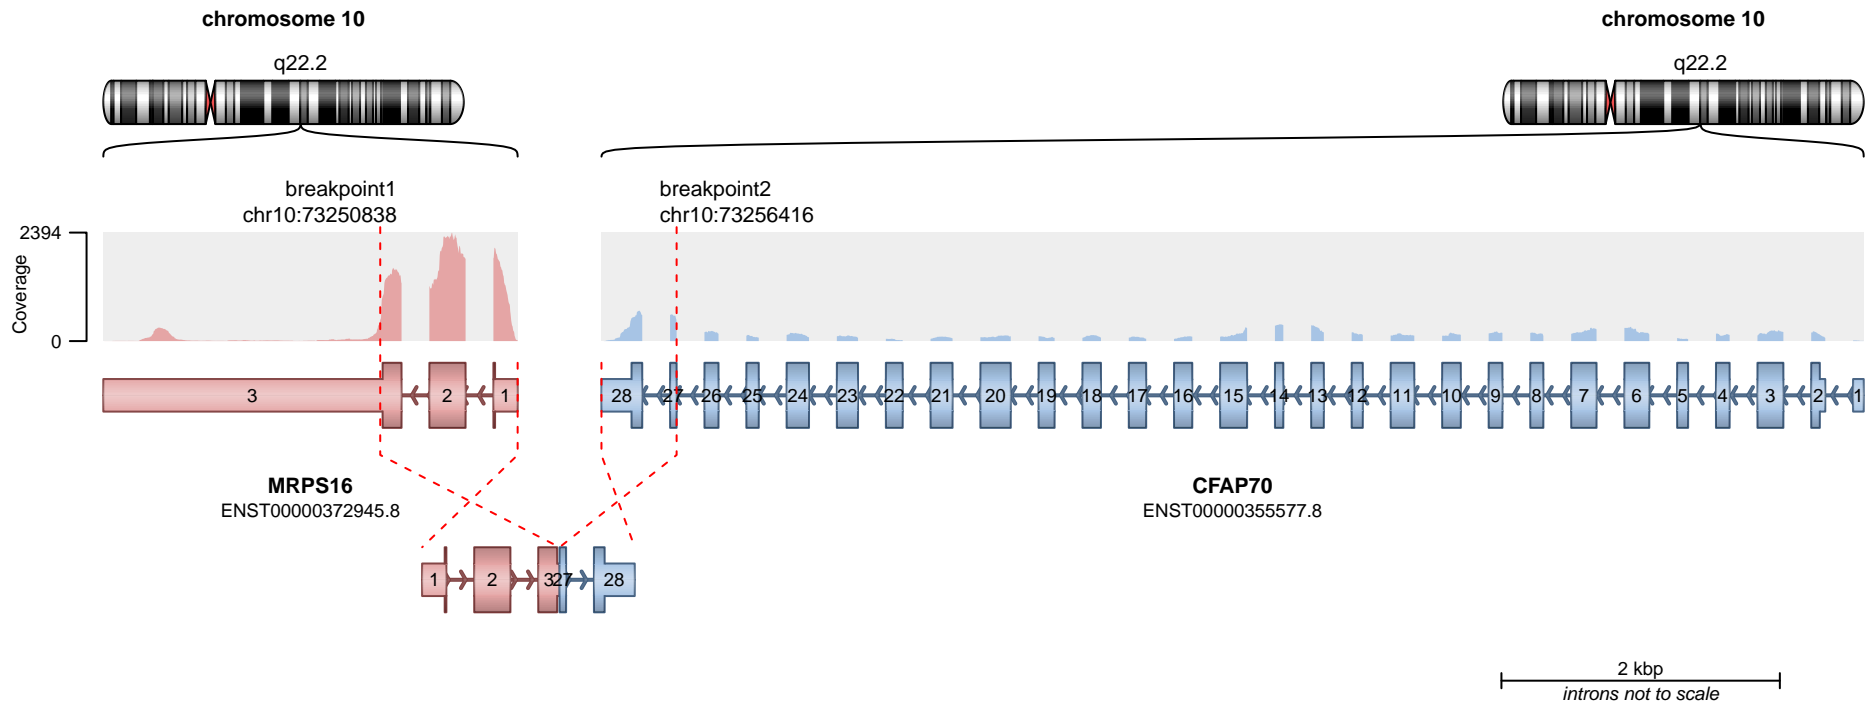 chromosome 10
chromosome 10
q22.2
q22.2
breakpoint1
chr10:73250838
breakpoint2
chr10:73256416
2394
Coverage
0
3 2 1
28 27 26 25 24 23 22 21 20 19 18 17 16 15 14 13 12 11 10 9 8 7 6 5 4 3 2 1
MRPS16
ENST00000372945.8
CFAP70
ENST00000355577.8
1 2 3 27 28
2 kbp
introns not to scale